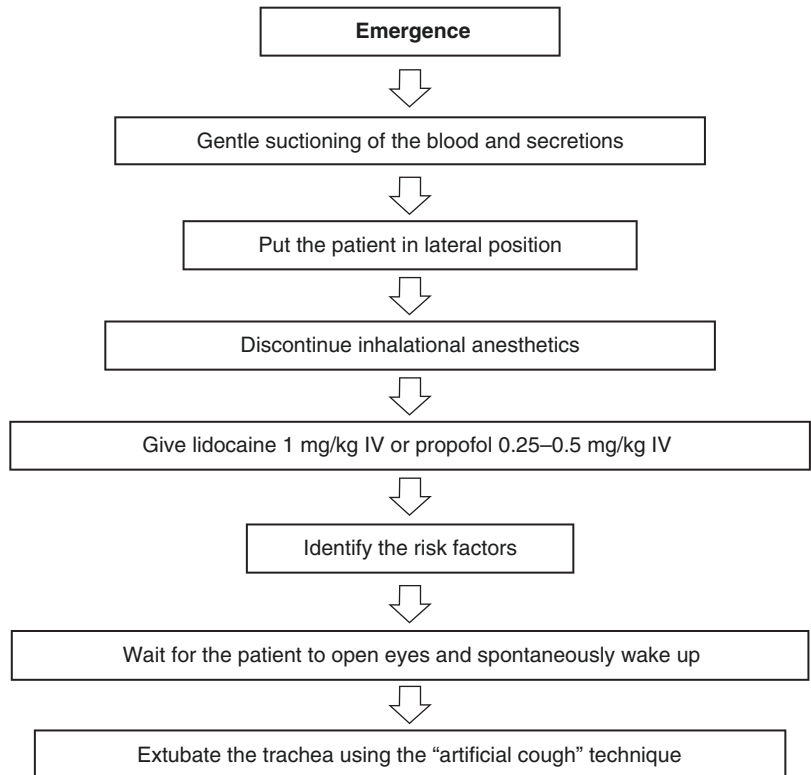 Emergence
Gentle suctioning of the blood and secretions
Put the patient in lateral position
Discontinue inhalational anesthetics
Give lidocaine 1 mg/kg IV or propofol 0.25–0.5 mg/kg IV
Identify the risk factors
Wait for the patient to open eyes and spontaneously wake up
Extubate the trachea using the “artificial cough” technique